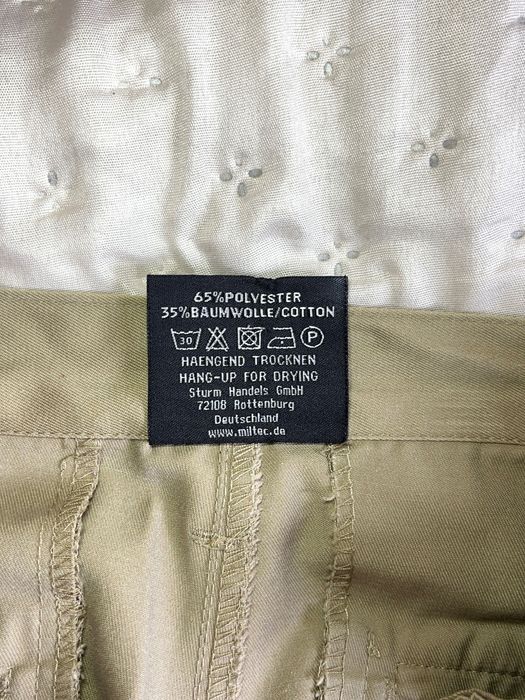 65%POLYESTER
35%BAUMWOLLE/COTTON
30 P
HAENGEND TROCKNEN
HANG-UP FOR DRYING
Sturm Handels GmbH
72108 Rottenburg
Deutschland
www.miltec.de